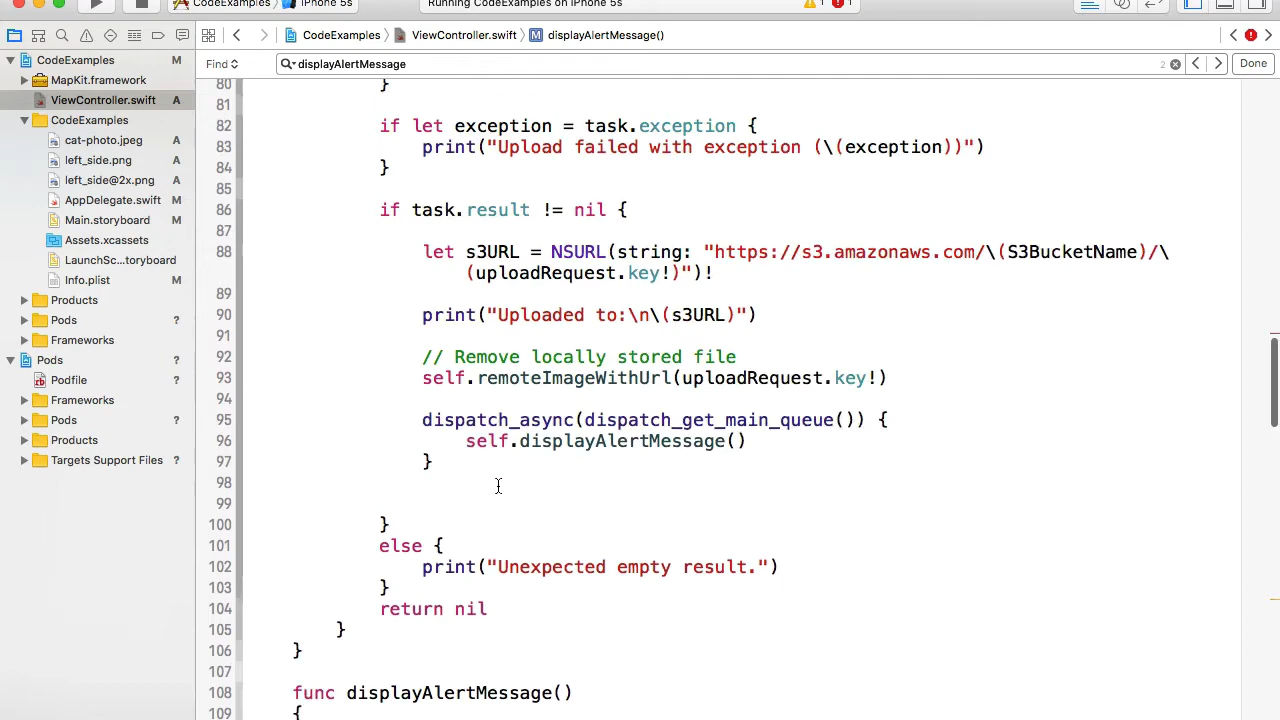 CodeExamples
iPhone 5s
Running CodeExamples on iPhone 5s
1
1
CodeExamples
ViewController.swift
M
displayAlertMessage()
Find
displayAlertMessage
2
Done
CodeExamples M
MapKit.framework
ViewController.swift A
CodeExamples
cat-photo.jpeg A
left_side.png A
left_side@2x.png A
AppDelegate.swift M
Main.storyboard M
Assets.xcassets
LaunchSc...toryboard
Info.plist M
Products
Pods ?
Frameworks
Pods ?
Podfile
Frameworks
Pods ?
Products
Targets Support Files ?
80 }
81
82 if let exception = task.exception {
83 print("Upload failed with exception (\(exception))")
84 }
85
86 if task.result != nil {
87
88 let s3URL = NSURL(string: "https://s3.amazonaws.com/\(S3BucketName)/\
(uploadRequest.key!)")!
89
90 print("Uploaded to:\n\(s3URL)")
91
92 // Remove locally stored file
93 self.remoteImageWithUrl(uploadRequest.key!)
94
95 dispatch_async(dispatch_get_main_queue()) {
96 self.displayAlertMessage()
97 }
98
99
100 }
101 else {
102 print("Unexpected empty result.")
103 }
104 return nil
105 }
106 }
107
108 func displayAlertMessage()
109 {